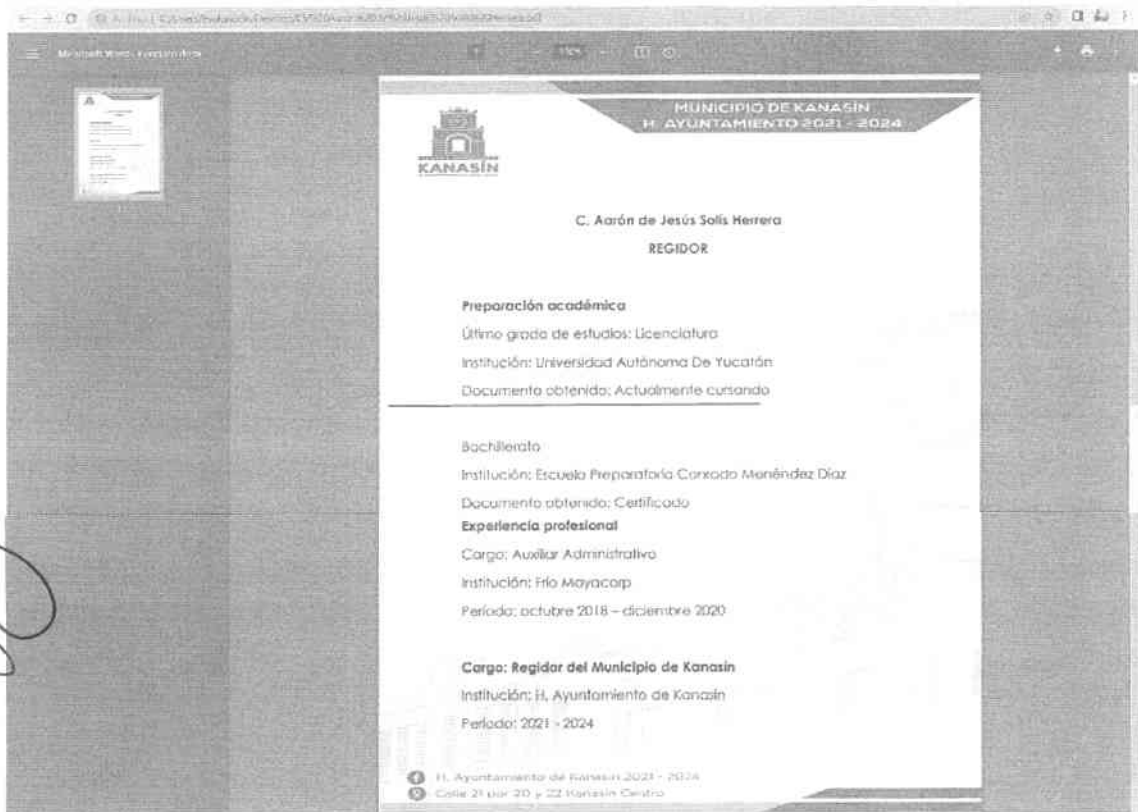 MUNICIPIO DE KANASÍN
H. AYUNTAMIENTO 2021 - 2024
KANASÍN
C. Aarón de Jesús Solís Herrera
REGIDOR
Preparación académica
Último grado de estudios: Licenciatura
Institución: Universidad Autónoma De Yucatán
Documento obtenido: Actualmente cursando
Bachillerato
Institución: Escuela Preparatoria Conrado Menéndez Díaz
Documento obtenido: Certificado
Experiencia profesional
Cargo: Auxiliar Administrativo
Institución: Frío Mayacorp
Período: octubre 2018 – diciembre 2020
Cargo: Regidor del Municipio de Kanasín
Institución: H. Ayuntamiento de Kanasín
Período: 2021 - 2024
H. Ayuntamiento de Kanasín 2021 - 2024
Calle 21 por 20 y 22 Kanasín Centro